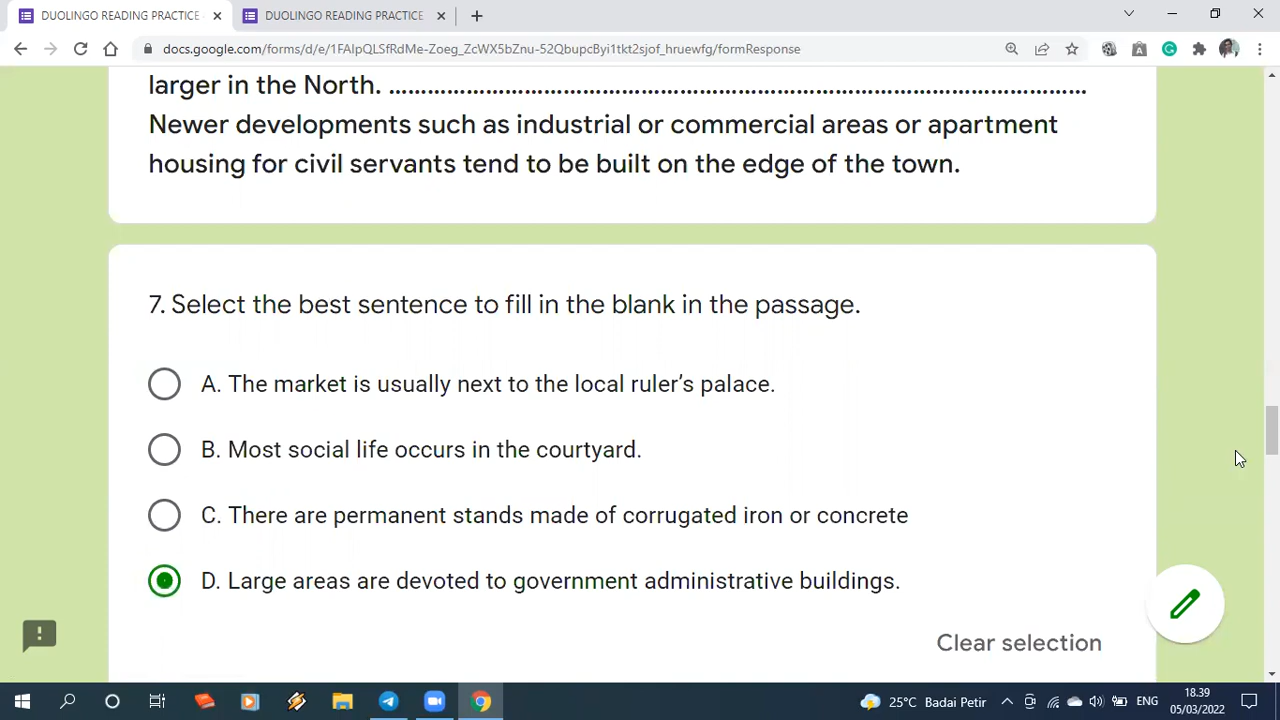 DUOLINGO READING PRACTICE
DUOLINGO READING PRACTICE
docs.google.com/forms/d/e/1FAIpQLSfRdMe-Zoeg_ZcWX5bZnu-52QbupcByi1tkt2sjof_hruewfg/formResponse
larger in the North. ................................................................................
Newer developments such as industrial or commercial areas or apartment
housing for civil servants tend to be built on the edge of the town.
7. Select the best sentence to fill in the blank in the passage.
A. The market is usually next to the local ruler’s palace.
B. Most social life occurs in the courtyard.
C. There are permanent stands made of corrugated iron or concrete
D. Large areas are devoted to government administrative buildings.
Clear selection
25°C Badai Petir
ENG
18.39
05/03/2022